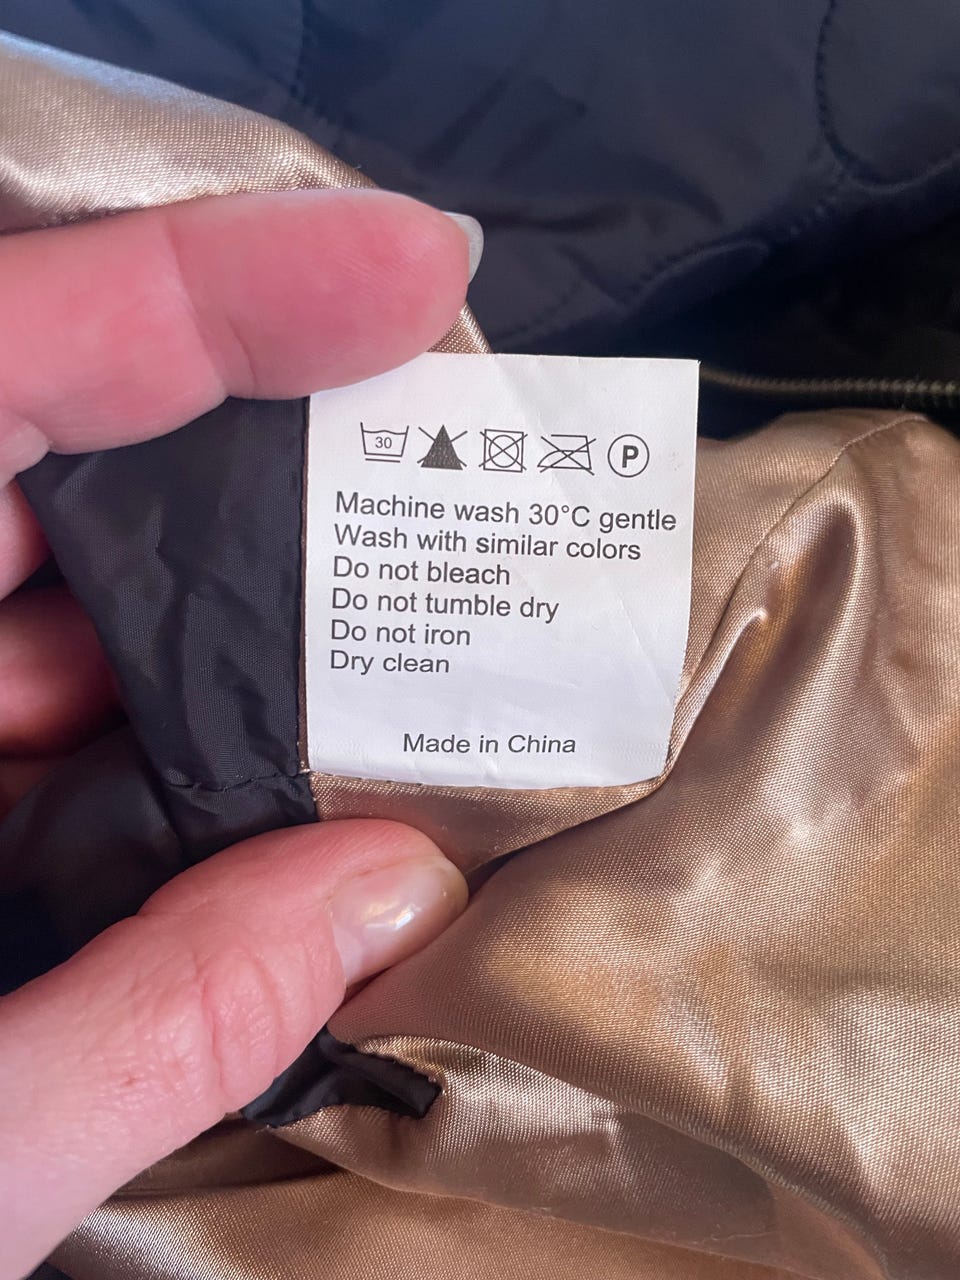 30 P
Machine wash 30°C gentle
Wash with similar colors
Do not bleach
Do not tumble dry
Do not iron
Dry clean
Made in China